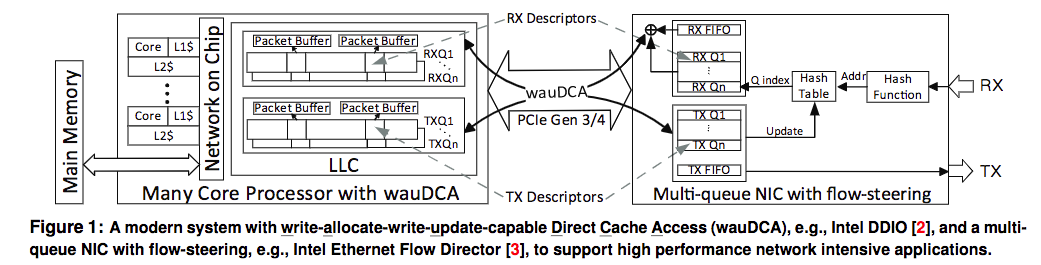 Main Memory
Core L1$
L2$
Core L1$
L2$
Network on Chip
Packet Buffer Packet Buffer
RXQ1
RXQn
Packet Buffer Packet Buffer
TXQ1
TXQn
LLC
Many Core Processor with wauDCA
RX Descriptors
wauDCA
PCIe Gen 3/4
TX Descriptors
RX FIFO
RX Q1
RX Qn
Q index
Hash Table
Addr
Hash Function
RX
TX Q1
TX Qn
Update
TX FIFO
TX
Multi-queue NIC with flow-steering
Figure 1: A modern system with write-allocate-write-update-capable Direct Cache Access (wauDCA), e.g., Intel DDIO [2], and a multi-
queue NIC with flow-steering, e.g., Intel Ethernet Flow Director [3], to support high performance network intensive applications.